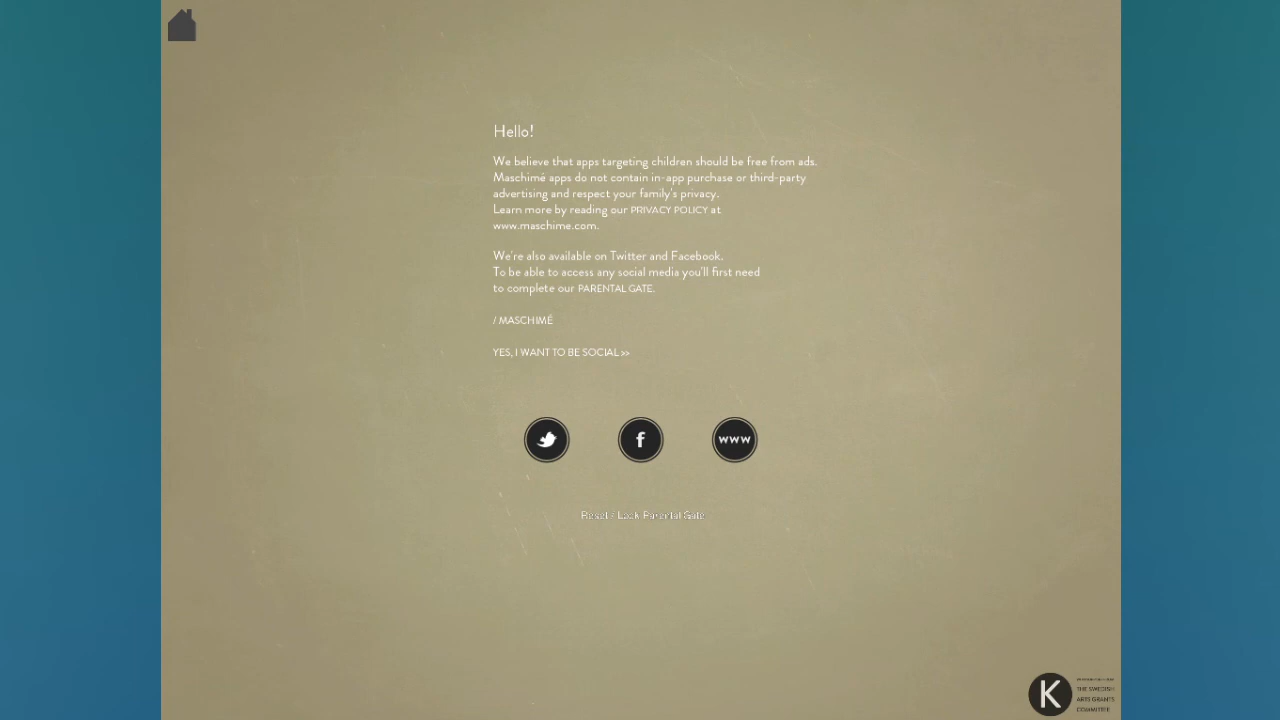 Hello!
We believe that apps targeting children should be free from ads.
Maschimé apps do not contain in-app purchase or third-party
advertising and respect your family's privacy.
Learn more by reading our PRIVACY POLICY at
www.maschime.com.
We're also available on Twitter and Facebook.
To be able to access any social media you'll first need
to complete our PARENTAL GATE.
/ MASCHIMÉ
YES, I WANT TO BE SOCIAL >>
f
www
Reset / Lock Parental Gate
K
THE SWEDISH
ARTS GRANTS
COMMITTEE